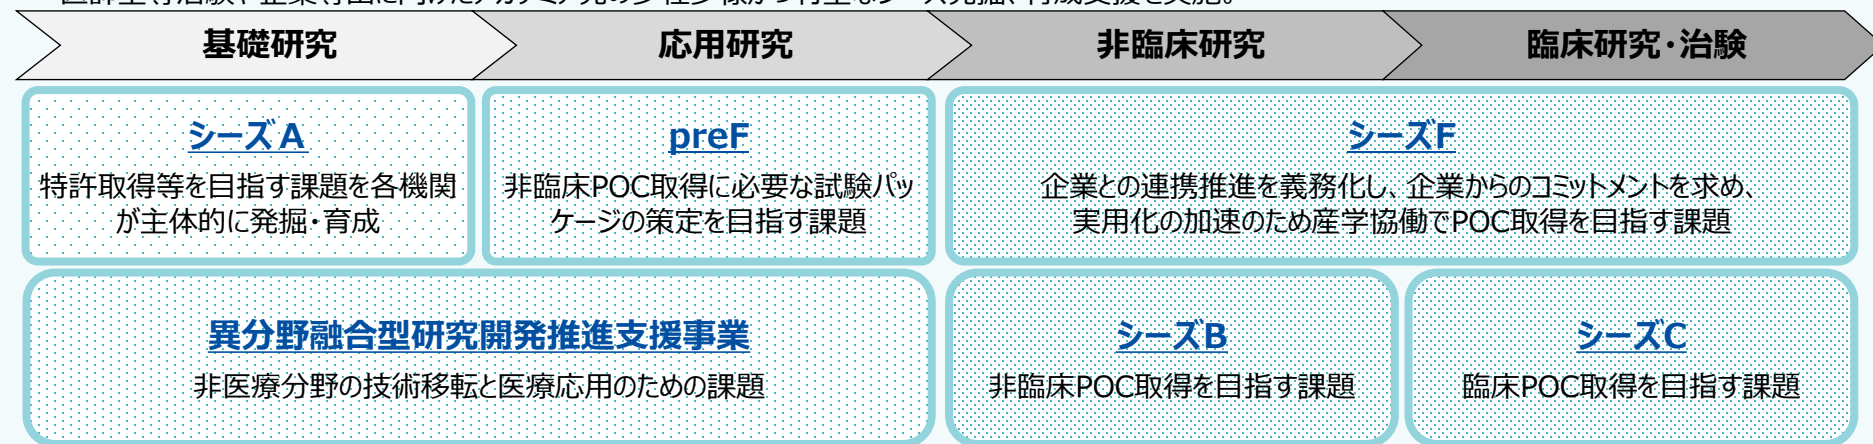 基礎研究
応用研究
非臨床研究
臨床研究・治験
シーズA
特許取得等を目指す課題を各機関
が主体的に発掘・育成
preF
非臨床POC取得に必要な試験パッ
ケージの策定を目指す課題
シーズF
企業との連携推進を義務化し、企業からのコミットメントを求め、
実用化の加速のため産学協働でPOC取得を目指す課題
異分野融合型研究開発推進支援事業
非医療分野の技術移転と医療応用のための課題
シーズB
非臨床POC取得を目指す課題
シーズC
臨床POC取得を目指す課題